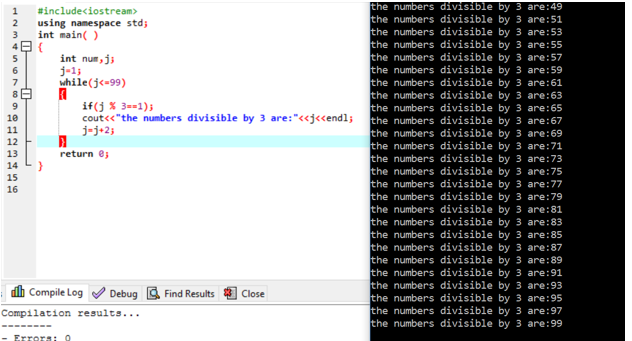 1 #include<iostream>
2 using namespace std;
3 int main( )
4 {
5 int num,j;
6 j=1;
7 while(j<=99)
8 {
9 if(j % 3==1);
10 cout<<"the numbers divisible by 3 are:"<<j<<endl;
11 j=j+2;
12 }
13 return 0;
14 }
15
16
Compile Log Debug Find Results Close
Compilation results...
--------
- Errors: 0
the numbers divisible by 3 are:49
the numbers divisible by 3 are:51
the numbers divisible by 3 are:53
the numbers divisible by 3 are:55
the numbers divisible by 3 are:57
the numbers divisible by 3 are:59
the numbers divisible by 3 are:61
the numbers divisible by 3 are:63
the numbers divisible by 3 are:65
the numbers divisible by 3 are:67
the numbers divisible by 3 are:69
the numbers divisible by 3 are:71
the numbers divisible by 3 are:73
the numbers divisible by 3 are:75
the numbers divisible by 3 are:77
the numbers divisible by 3 are:79
the numbers divisible by 3 are:81
the numbers divisible by 3 are:83
the numbers divisible by 3 are:85
the numbers divisible by 3 are:87
the numbers divisible by 3 are:89
the numbers divisible by 3 are:91
the numbers divisible by 3 are:93
the numbers divisible by 3 are:95
the numbers divisible by 3 are:97
the numbers divisible by 3 are:99